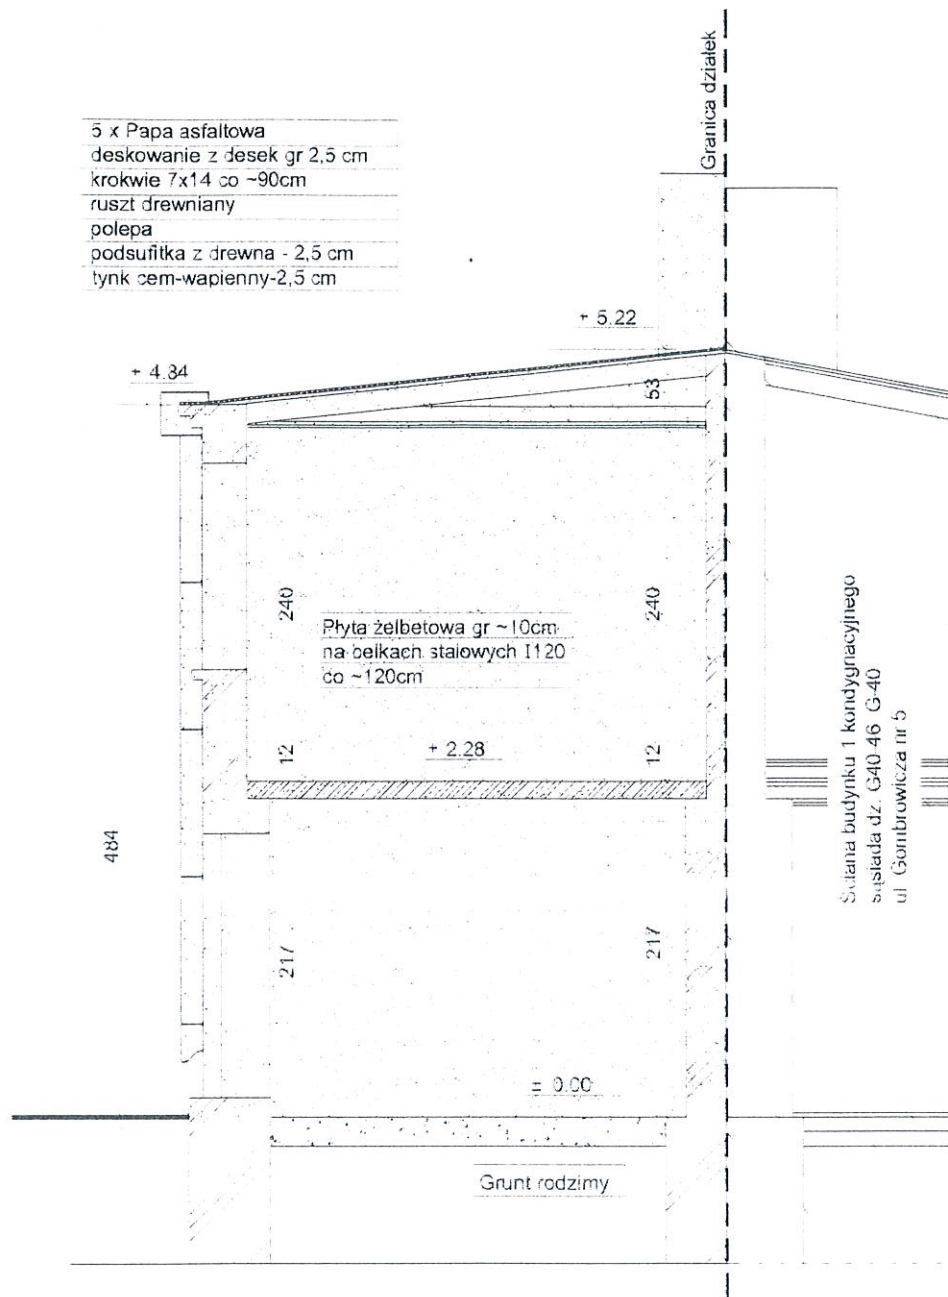 Granica działek
5 x Papa asfaltowa
deskowanie z desek gr 2,5 cm
krokwie 7x14 co ~90cm
ruszt drewniany
polepa
podsufitka z drewna - 2,5 cm
tynk cem-wapienny-2,5 cm
+ 5.22
+ 4.84
53
240
240
Płyta żelbetowa gr ~10cm
na belkach stalowych I120
co ~120cm
12
+ 2.28
12
Ściana budynku 1 kondygnacyjnego
sąsiada dz. G40-46 G-40
ul Gombrowicza nr 5
484
217
217
± 0.00
Grunt rodzimy